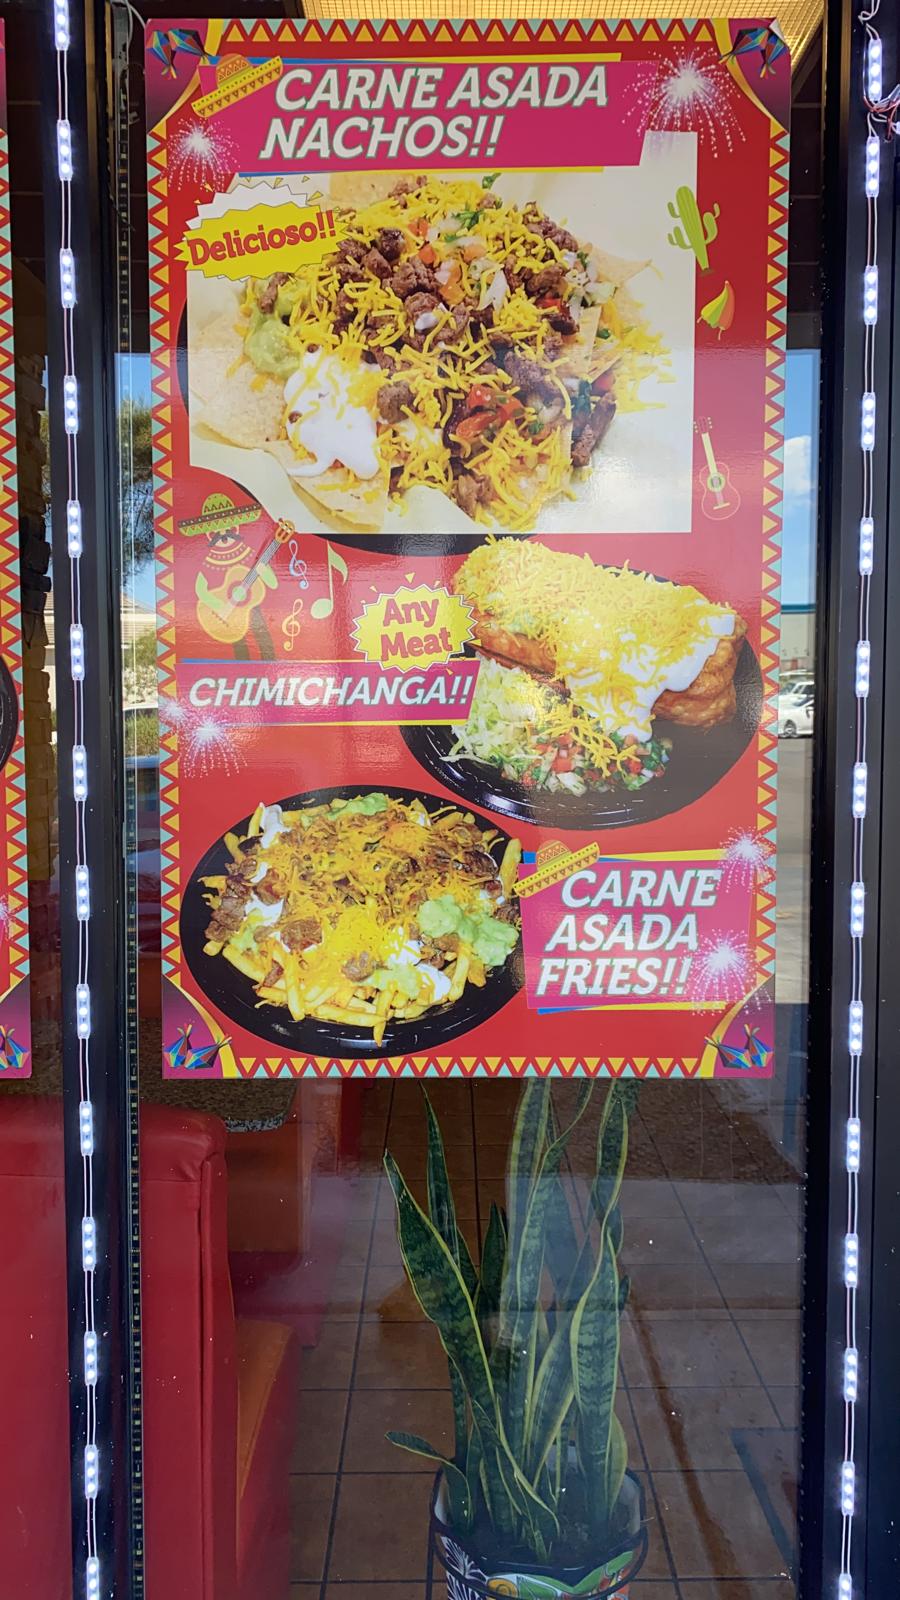 CARNE ASADA
NACHOS!!
Delicioso!!
Any
Meat
CHIMICHANGA!!
CARNE
ASADA
FRIES!!